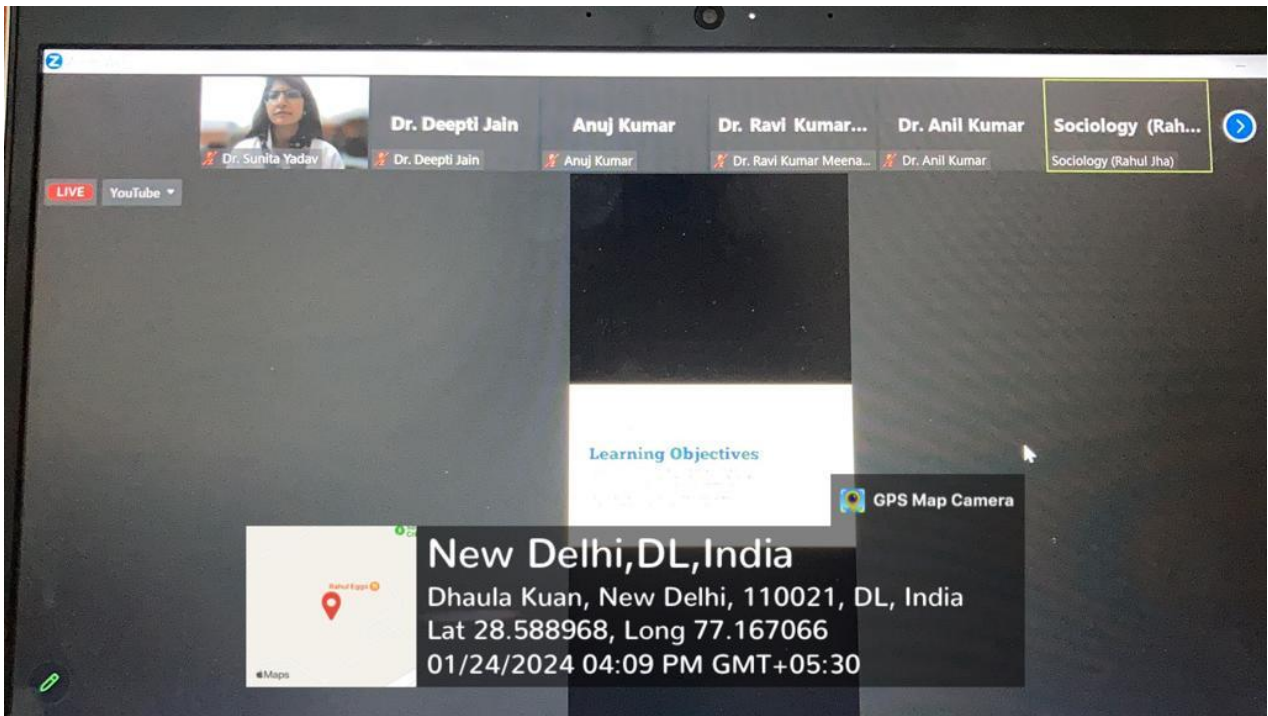 Dr. Deepti Jain
Anuj Kumar
Dr. Ravi Kumar...
Dr. Anil Kumar
Sociology (Rah...
Dr. Sunita Yadav
Dr. Deepti Jain
Anuj Kumar
Dr. Ravi Kumar Meena...
Dr. Anil Kumar
Sociology (Rahul Jha)
LIVE
YouTube
Learning Objectives
GPS Map Camera
Rahul Eggs
Maps
New Delhi,DL,India
Dhaula Kuan, New Delhi, 110021, DL, India
Lat 28.588968, Long 77.167066
01/24/2024 04:09 PM GMT+05:30